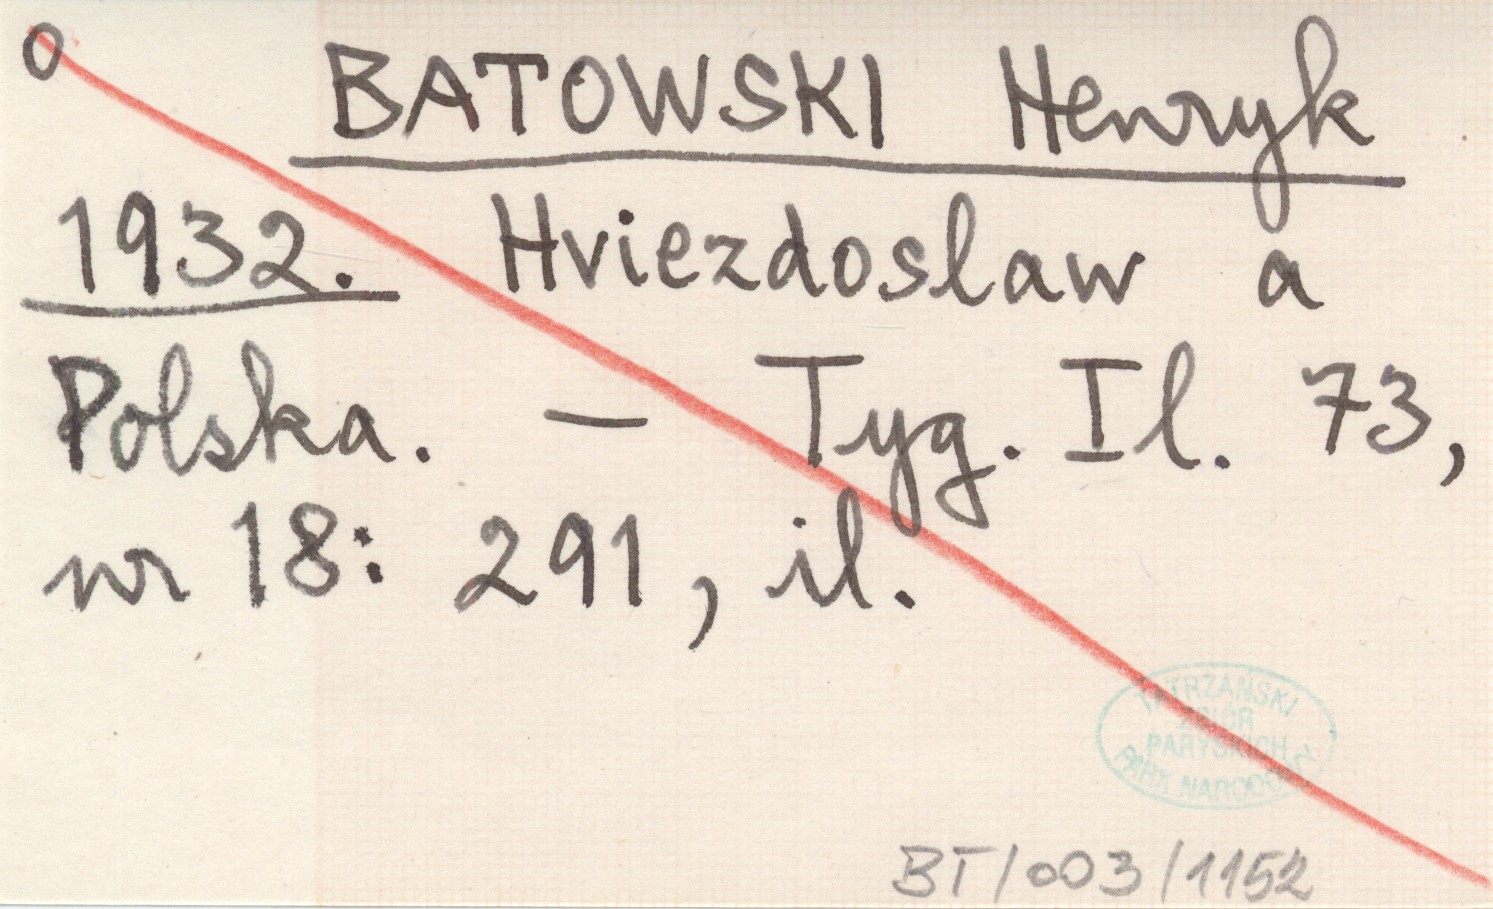 O
BATOWSKI Henryk
1932. Hviezdoslaw a
Polska. — Tyg. Il. 73,
nr 18: 291, il.
TATRZAŃSKI
ZBIÓR
PARYSKICH
PARK NARODOWY
BT/003/1152